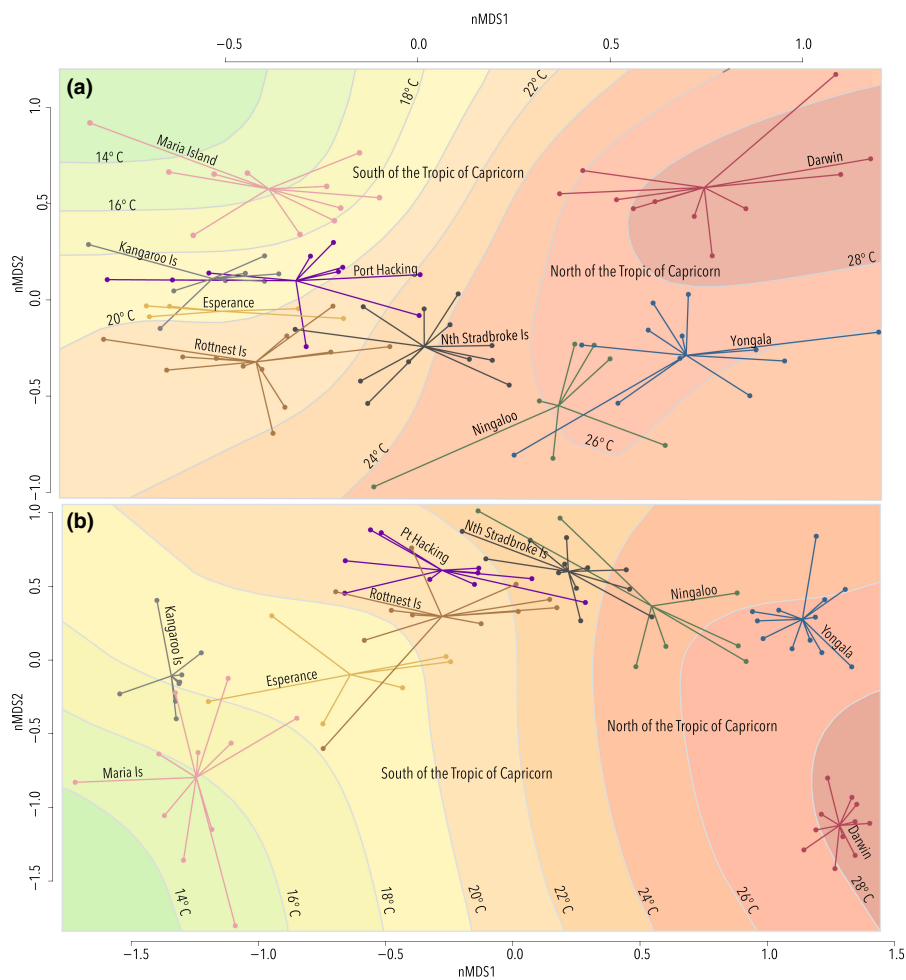 nMDS1
−0.5 0.0 0.5 1.0
(a)
18° C
22° C
1.0
Maria Island
Darwin
14° C
South of the Tropic of Capricorn
0.5
16° C
Kangaroo Is
Port Hacking
North of the Tropic of Capricorn
28° C
nMDS2
0.0
Esperance
20° C
Rottnest Is
Nth Stradbroke Is
Yongala
−0.5
Ningaloo
26° C
24° C
−1.0
(b)
1.0
Pt Hacking
Nth Stradbroke Is
0.5
Rottnest Is
Ningaloo
Kangaroo Is
Yongala
0.0
Esperance
nMDS2
−0.5
North of the Tropic of Capricorn
Maria Is
South of the Tropic of Capricorn
−1.0
Darwin
−1.5
14° C
16° C
18° C
20° C
22° C
24° C
26° C
28° C
−1.5 −1.0 −0.5 0.0 0.5 1.0 1.5
nMDS1